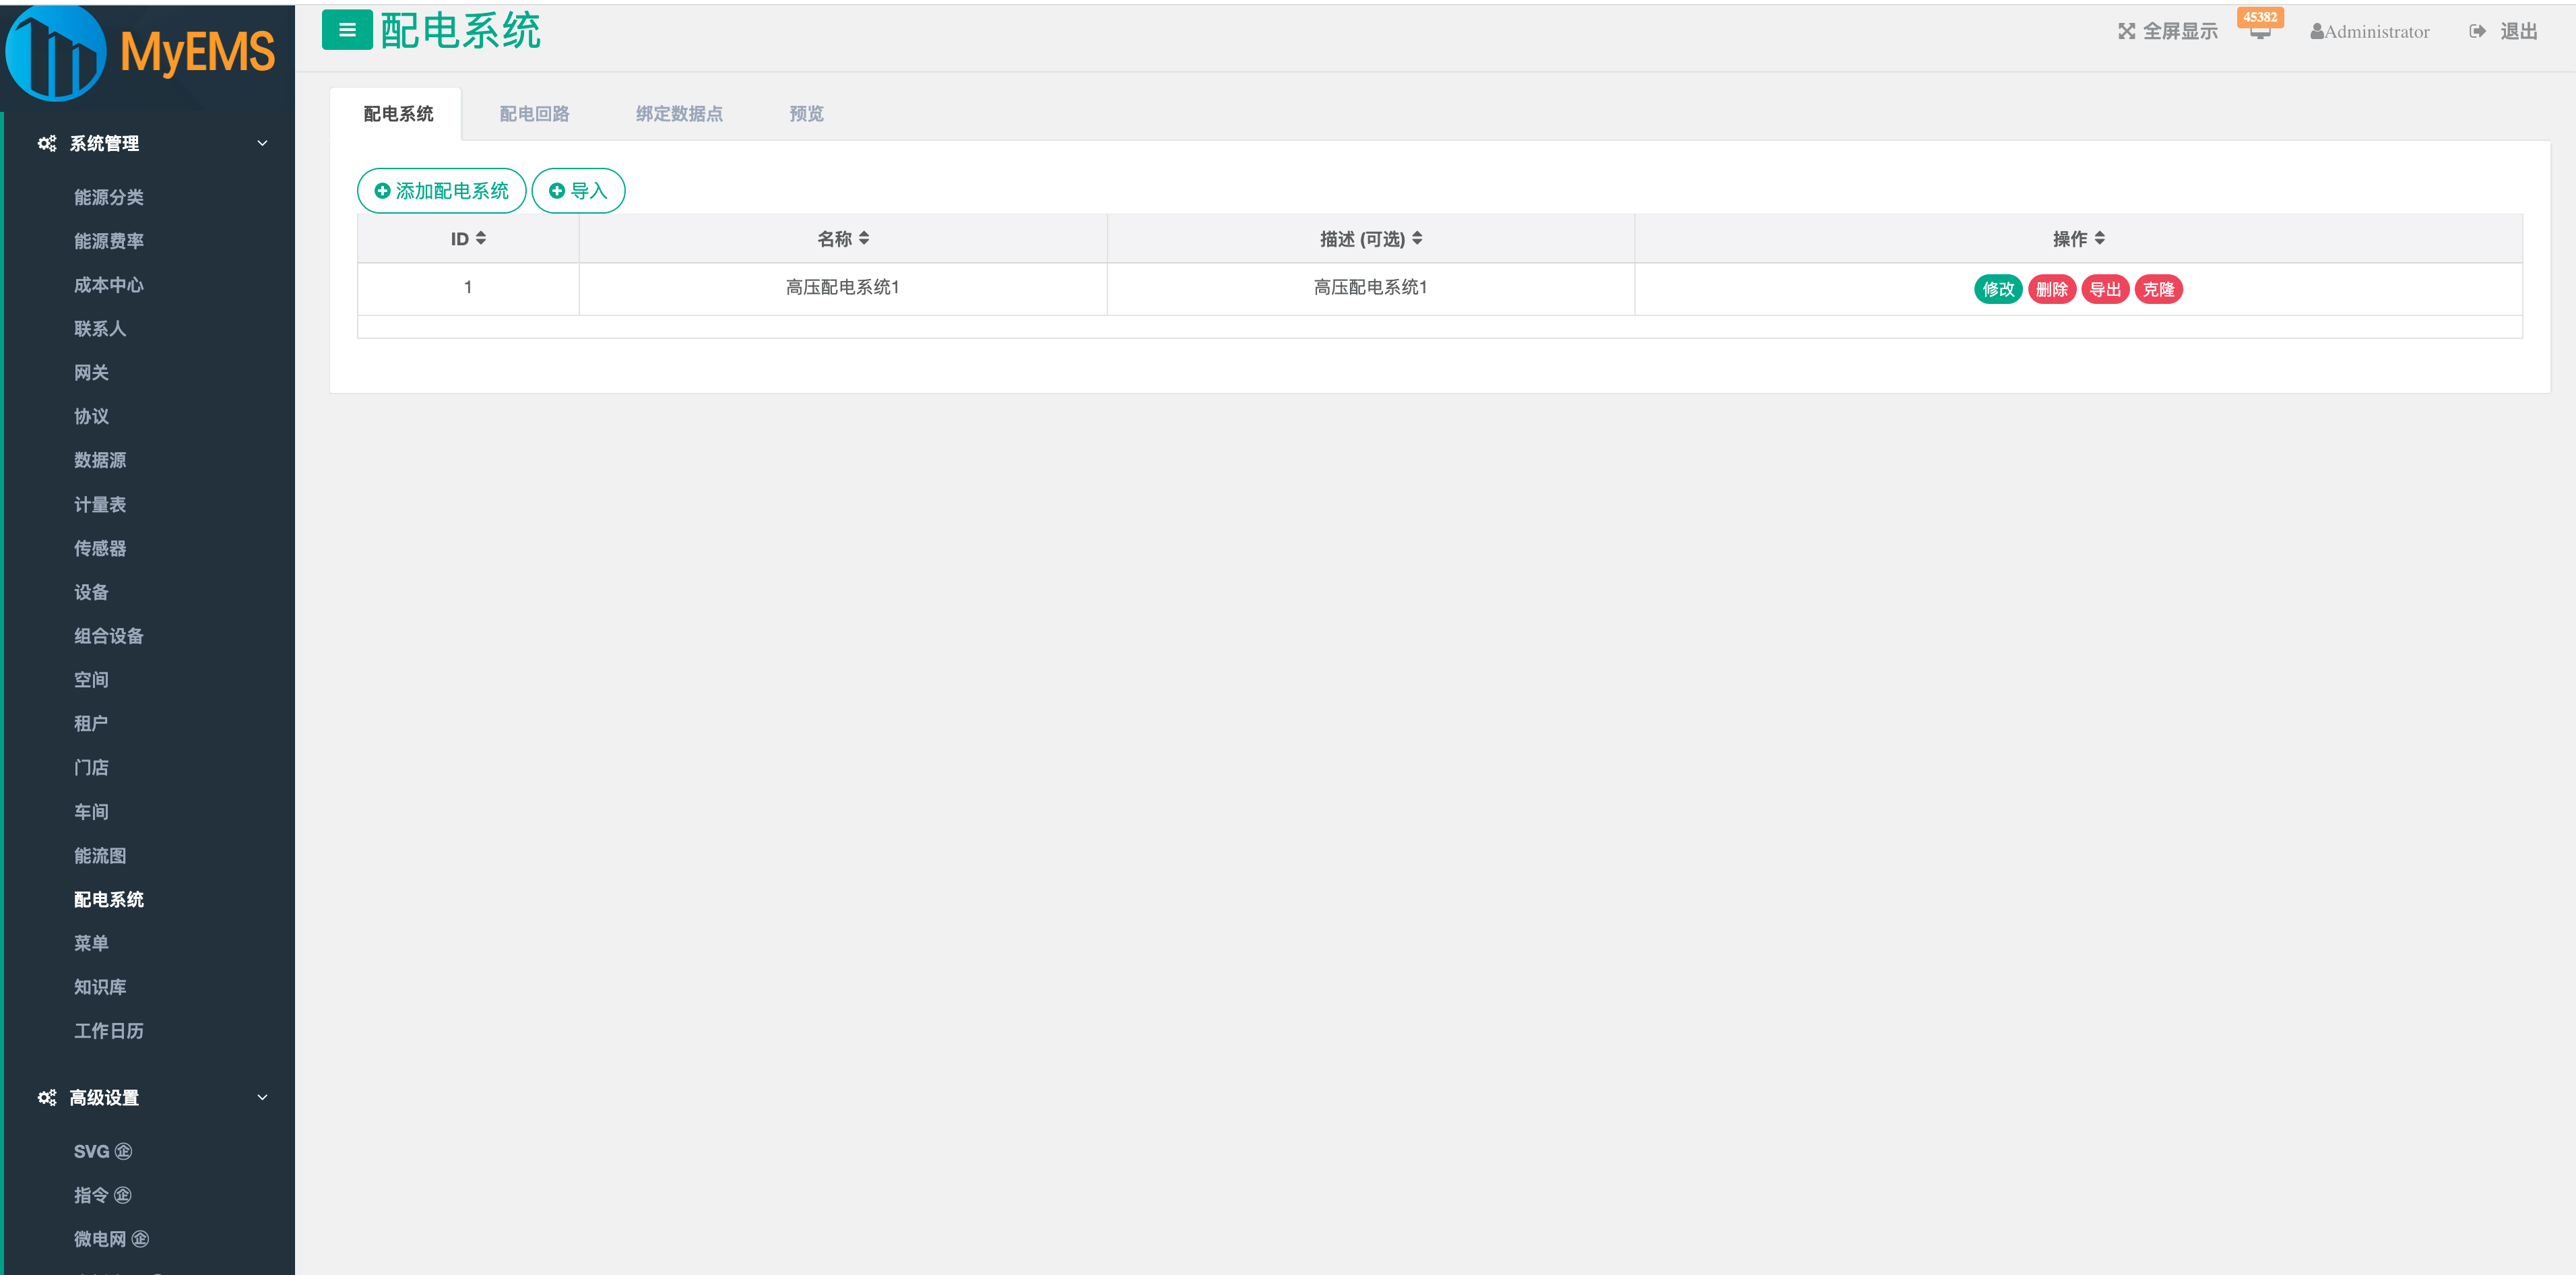 MyEMS
配电系统
全屏显示
45382
Administrator
退出
系统管理
能源分类
能源费率
成本中心
联系人
网关
协议
数据源
计量表
传感器
设备
组合设备
空间
租户
门店
车间
能流图
配电系统
菜单
知识库
工作日历
高级设置
SVG ㊭
指令 ㊭
微电网 ㊭
配电系统 配电回路 绑定数据点 预览
添加配电系统 导入
ID 名称 描述 (可选) 操作
1 高压配电系统1 高压配电系统1 修改 删除 导出 克隆